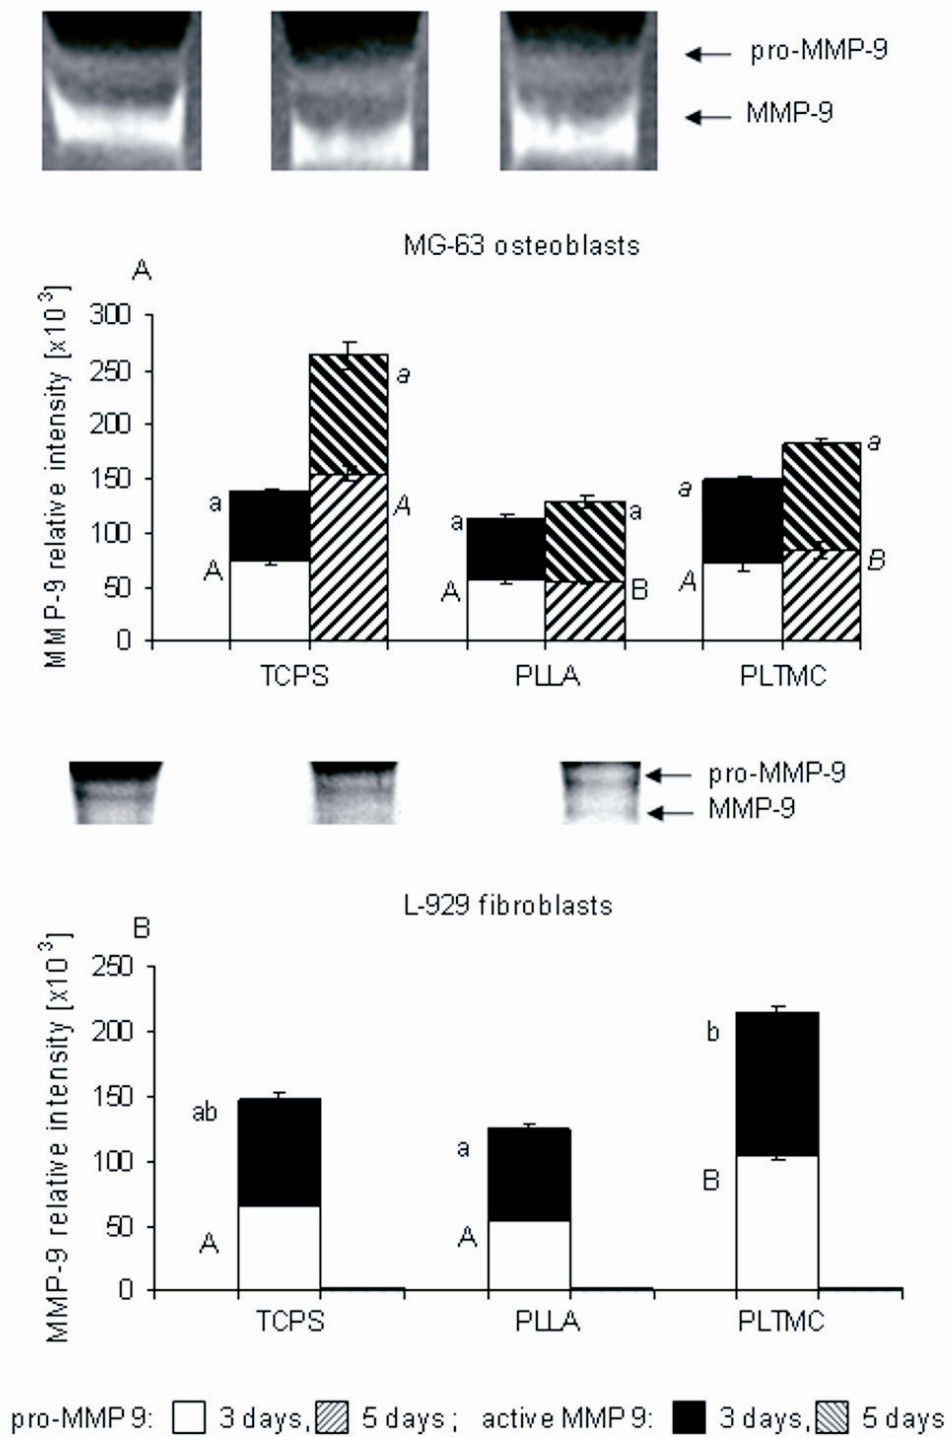 pro-MMP-9
MMP-9
MG-63 osteoblasts
A
MMP-9 relative intensity [x10³]
300
250
200
150
100
50
0
a
A
a
A
a
A
a
B
a
A
a
B
TCPS
PLLA
PLTMC
pro-MMP-9
MMP-9
L-929 fibroblasts
B
MMP-9 relative intensity [x10³]
250
200
150
100
50
0
ab
A
a
A
b
B
TCPS
PLLA
PLTMC
pro-MMP 9: 3 days, 5 days ; active MMP 9: 3 days, 5 days